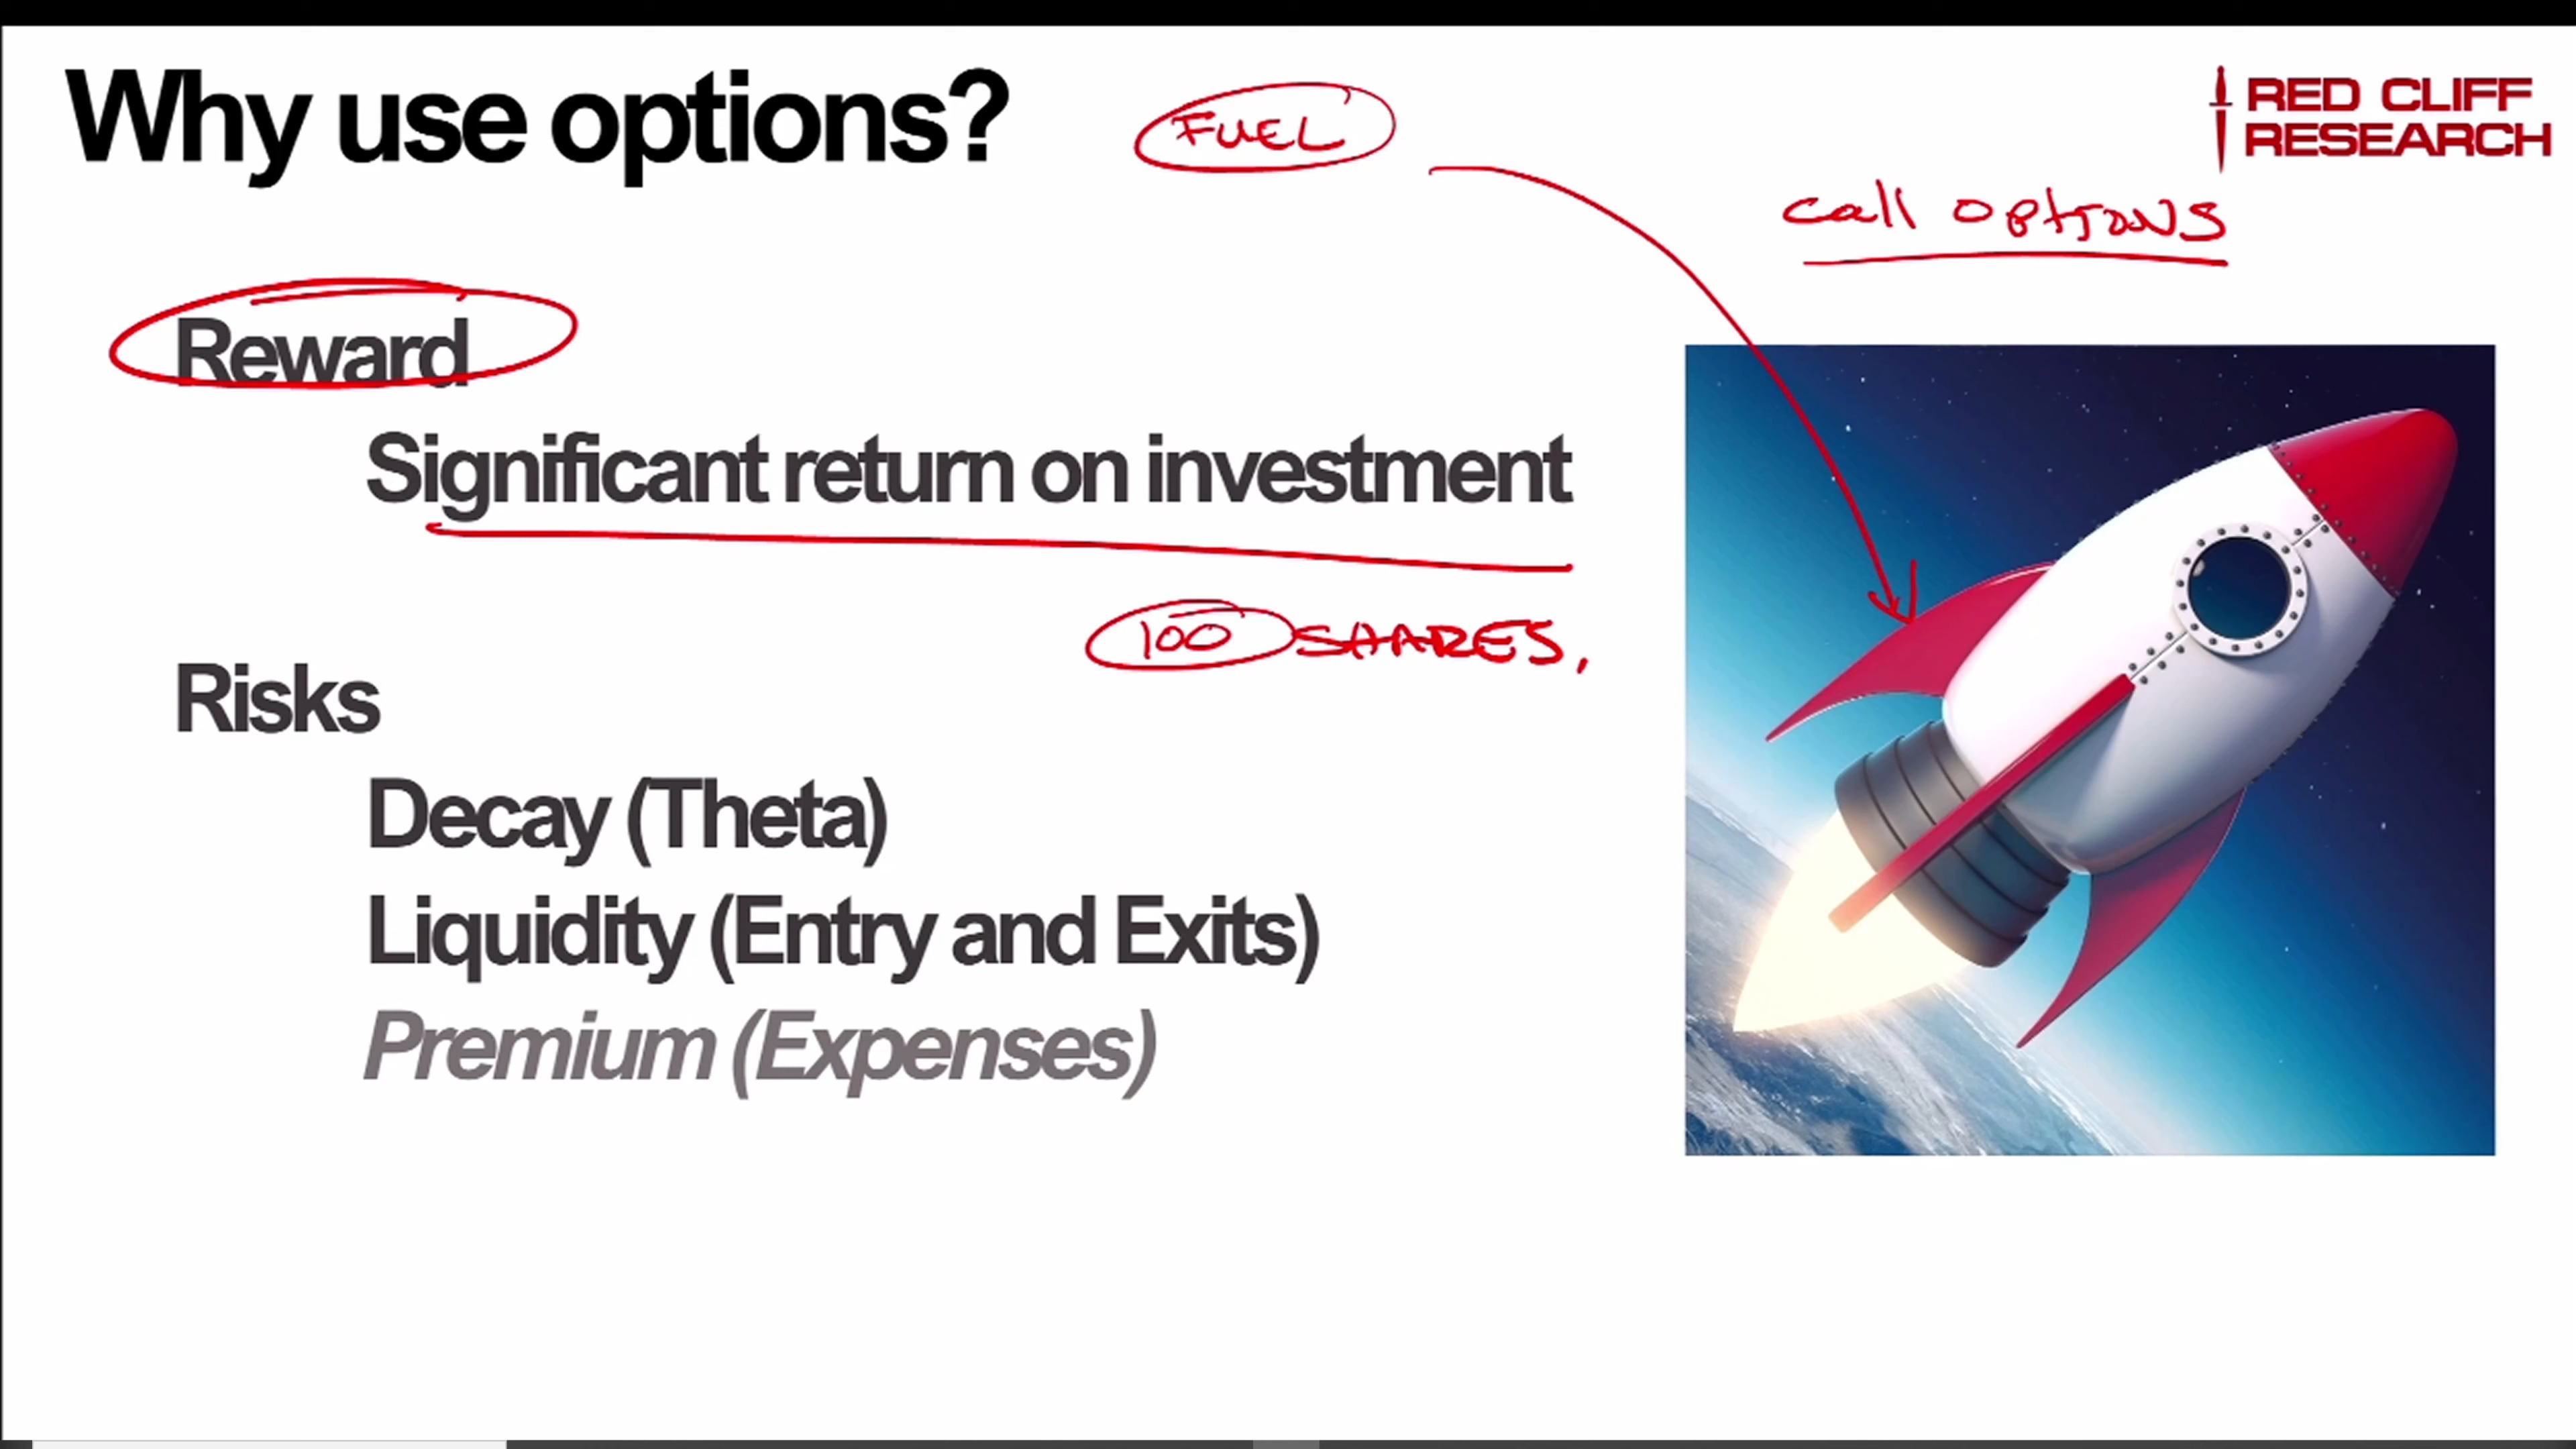 Why use options?
FUEL
RED CLIFF
RESEARCH
call options
Reward
Significant return on investment
100 SHARES,
Risks
Decay (Theta)
Liquidity (Entry and Exits)
Premium (Expenses)